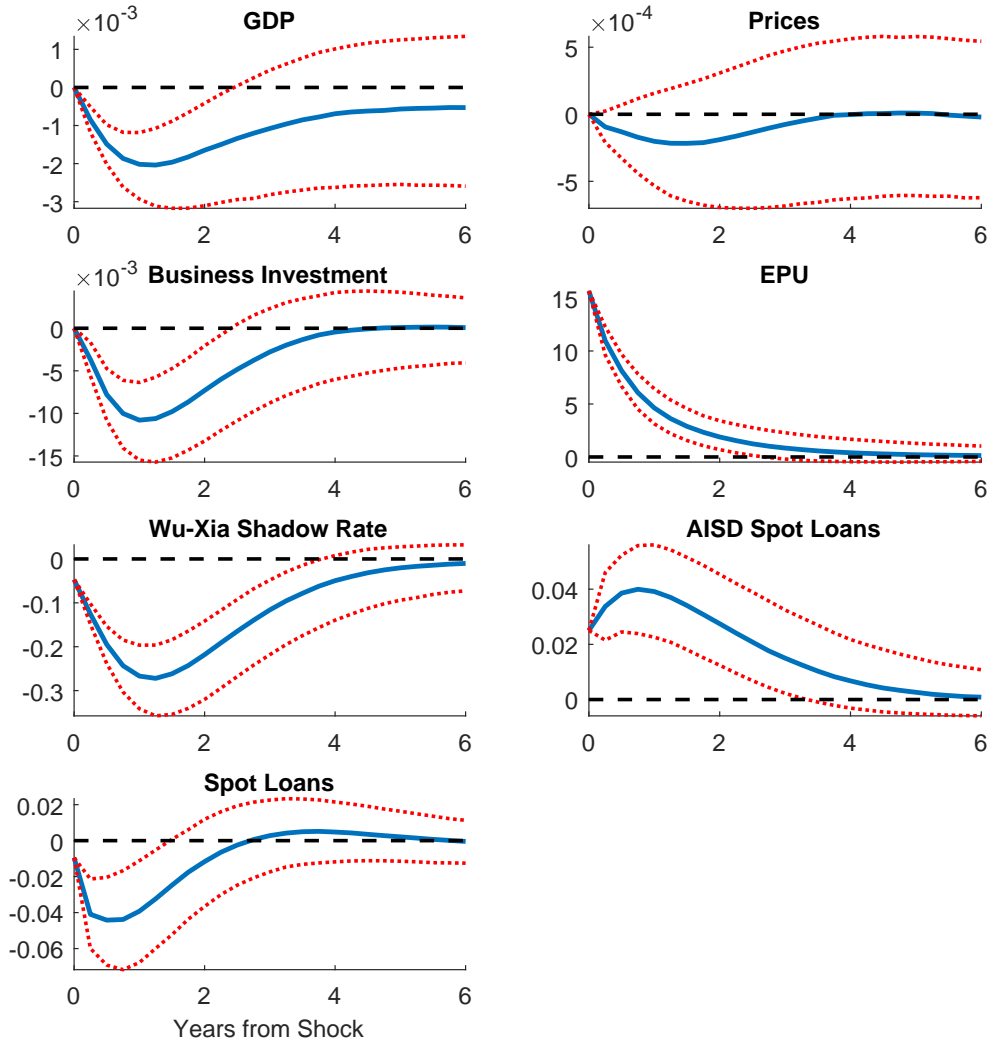 ×10⁻³ GDP
1
0
-1
-2
-3
0 2 4 6
×10⁻⁴ Prices
5
0
-5
0 2 4 6
×10⁻³ Business Investment
0
-5
-10
-15
0 2 4 6
EPU
15
10
5
0
0 2 4 6
Wu-Xia Shadow Rate
0
-0.1
-0.2
-0.3
0 2 4 6
AISD Spot Loans
0.04
0.02
0
0 2 4 6
Spot Loans
0.02
0
-0.02
-0.04
-0.06
0 2 4 6
Years from Shock